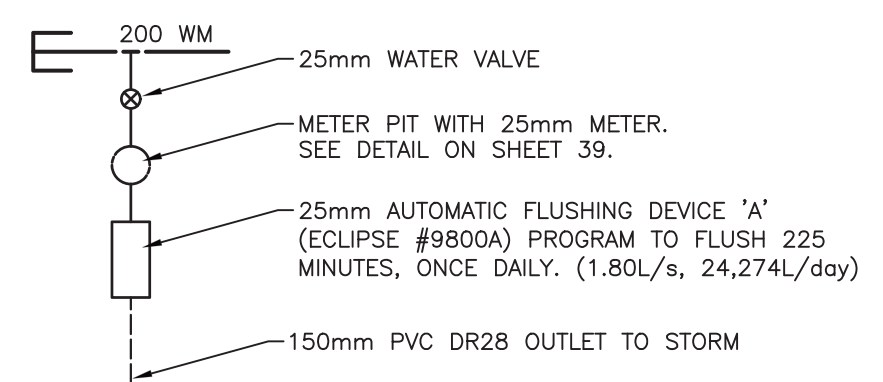 200 WM
25mm WATER VALVE
METER PIT WITH 25mm METER.
SEE DETAIL ON SHEET 39.
25mm AUTOMATIC FLUSHING DEVICE 'A'
(ECLIPSE #9800A) PROGRAM TO FLUSH 225
MINUTES, ONCE DAILY. (1.80L/s, 24,274L/day)
150mm PVC DR28 OUTLET TO STORM